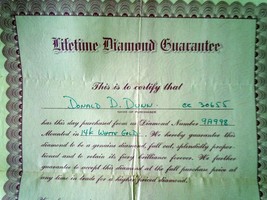 Lifetime Diamond Guarantee
This is to certify that
DONALD D. DUNN CC 30655
has this day purchased from us Diamond Number 9A998
Mounted in 14K WHITE GOLD. We hereby guarantee this
diamond to be a genuine diamond, full cut, splendidly proportioned
and to retain its fiery brilliance forever. We further
guarantee to accept this diamond at the full purchase price at
any time in trade for a higher priced diamond.